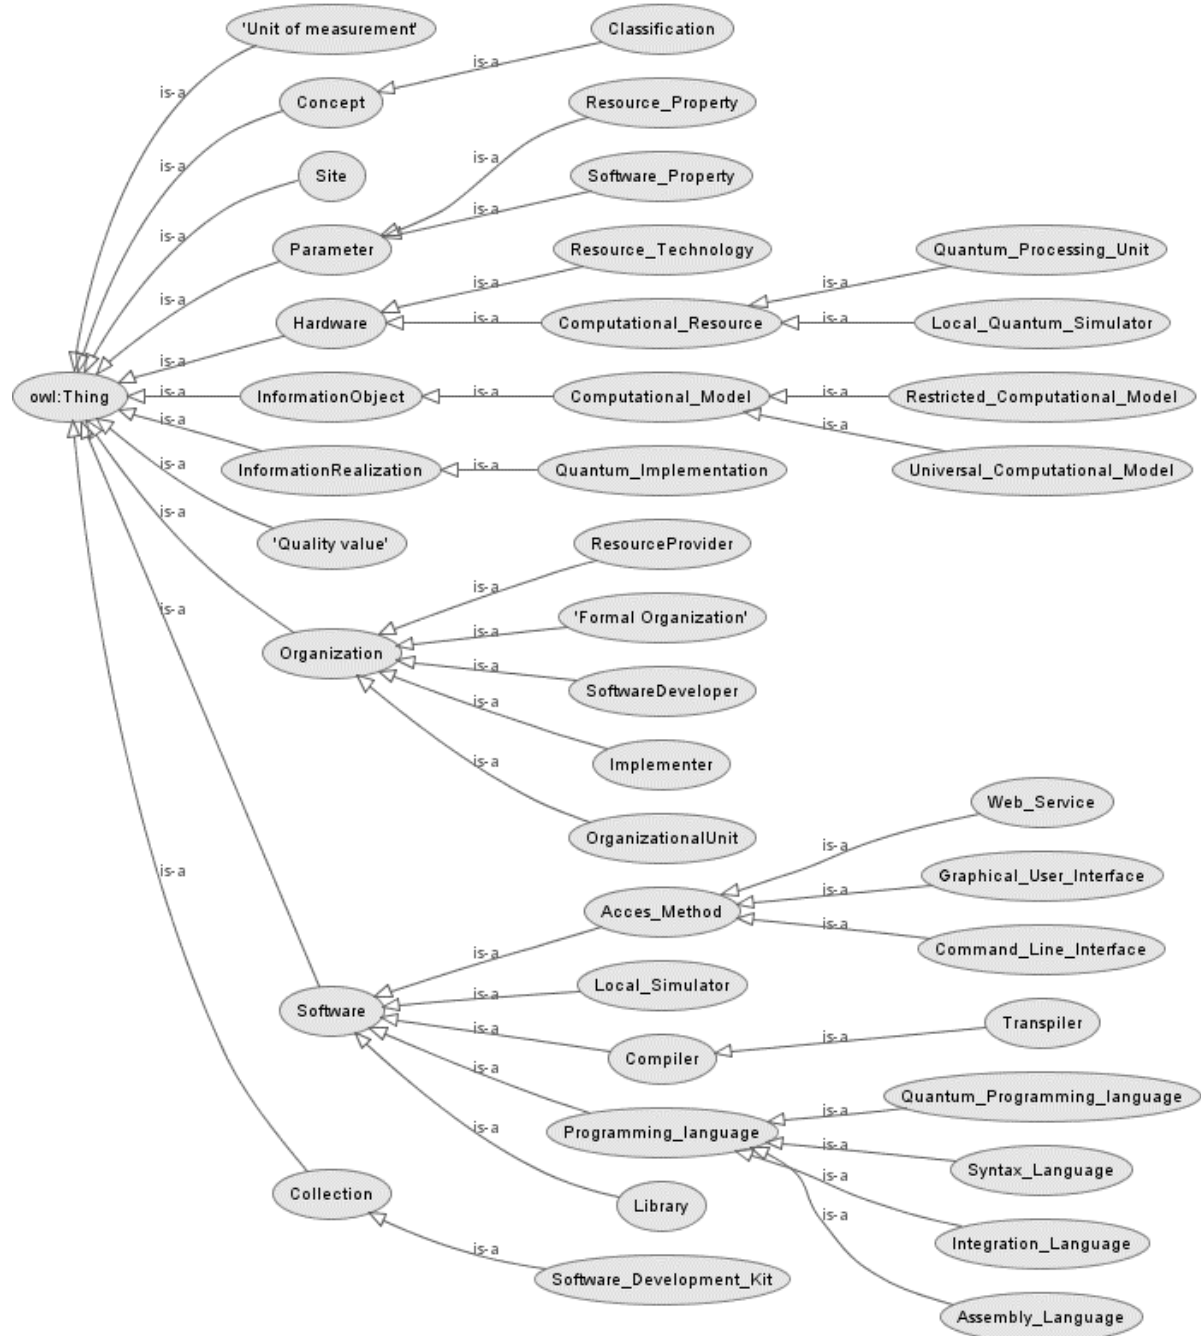 'Unit of measurement'
Classification
is-a
is-a
Concept
Resource_Property
is-a
is-a
Site
Software_Property
is-a
is-a
Parameter
Resource_Technology
Quantum_Processing_Unit
is-a
is-a
is-a
Hardware
is-a
Computational_Resource
is-a
Local_Quantum_Simulator
is-a
owl:Thing
is-a
InformationObject
is-a
Computational_Model
is-a
Restricted_Computational_Model
is-a
is-a
InformationRealization
is-a
Quantum_Implementation
Universal_Computational_Model
is-a
'Quality value'
ResourceProvider
is-a
is-a
is-a
'Formal Organization'
is-a
Organization
is-a
SoftwareDeveloper
is-a
Implementer
is-a
OrganizationalUnit
Web_Service
is-a
is-a
Graphical_User_Interface
is-a
Acces_Method
is-a
Command_Line_Interface
is-a
Local_Simulator
is-a
Software
is-a
Transpiler
is-a
Compiler
is-a
Quantum_Programming_language
is-a
Programming_language
is-a
is-a
Syntax_Language
is-a
Collection
Library
is-a
Integration_Language
is-a
Software_Development_Kit
Assembly_Language